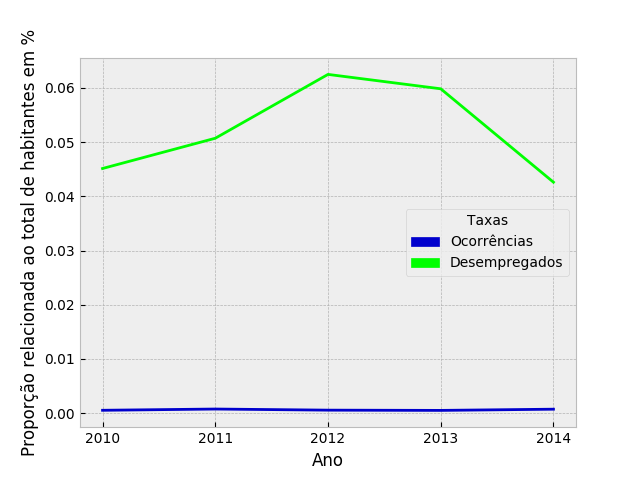 Proporção relacionada ao total de habitantes em %
0.06
0.05
0.04
0.03
0.02
0.01
0.00
Taxas
Ocorrências
Desempregados
2010 2011 2012 2013 2014
Ano